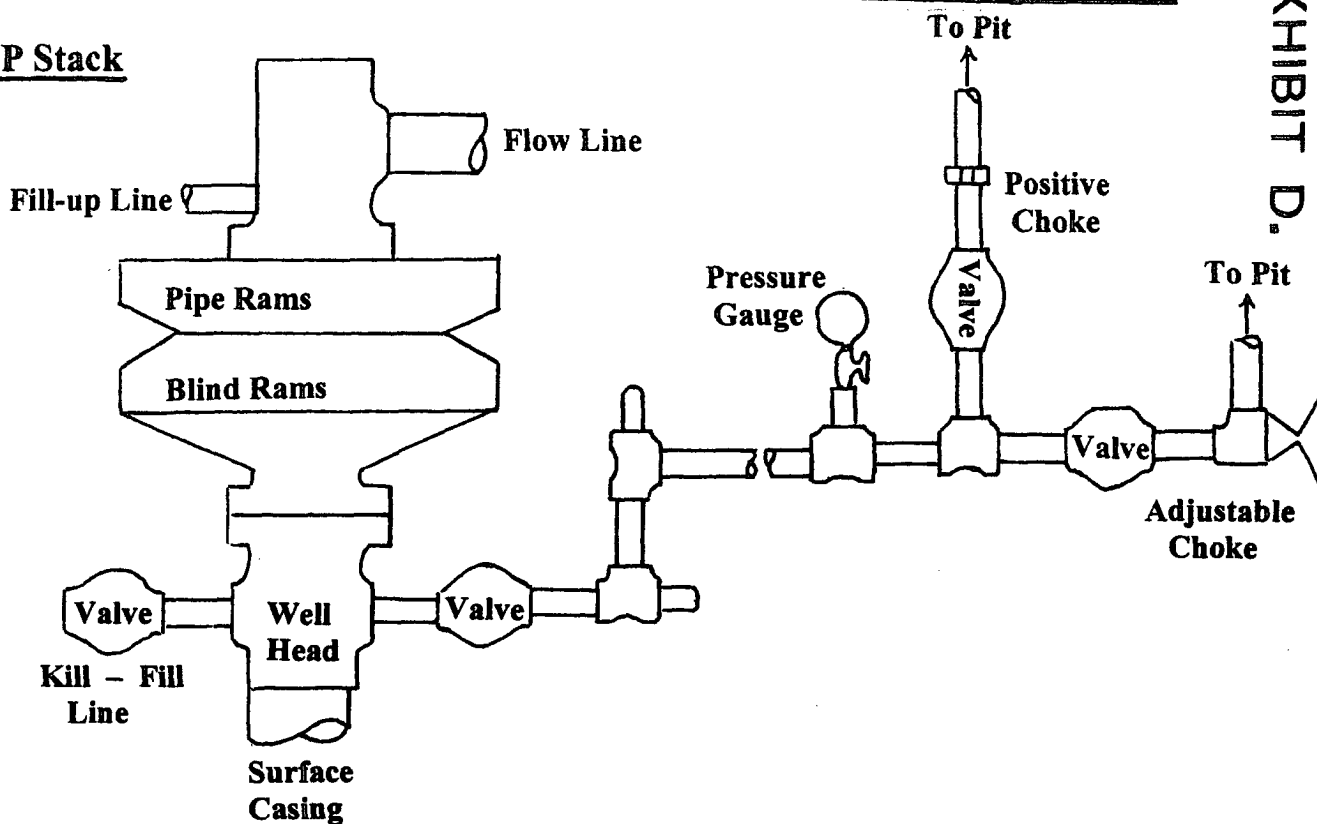 P Stack
To Pit
KHIBIT D.
Flow Line
Fill-up Line
Positive
Choke
Pressure
Gauge
Valve
To Pit
Pipe Rams
Blind Rams
Valve
Adjustable
Choke
Valve
Well
Head
Valve
Kill – Fill
Line
Surface
Casing